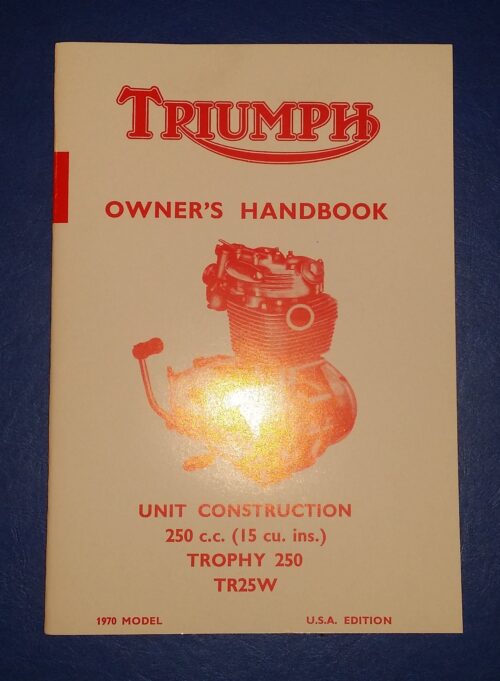 TRIUMPH
OWNER'S HANDBOOK
UNIT CONSTRUCTION
250 c.c. (15 cu. ins.)
TROPHY 250
TR25W
1970 MODEL U.S.A. EDITION